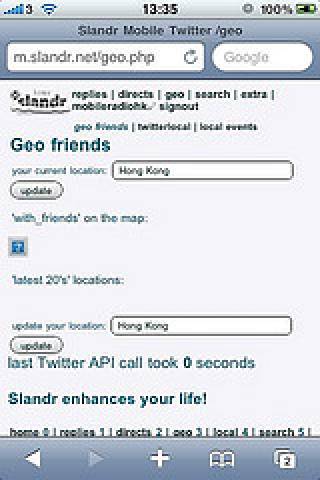 3 13:35 100%
Slandr Mobile Twitter /geo
m.slandr.net/geo.php Google
slandr replies | directs | geo | search | extra |
mobileradiohk signout
geo friends | twitterlocal | local events
Geo friends
your current location: Hong Kong
update
'with_friends' on the map:
'latest 20's' locations:
update your location: Hong Kong
update
last Twitter API call took 0 seconds
Slandr enhances your life!
home 0 | replies 1 | directs 2 | geo 3 | local 4 | search 5 |
2